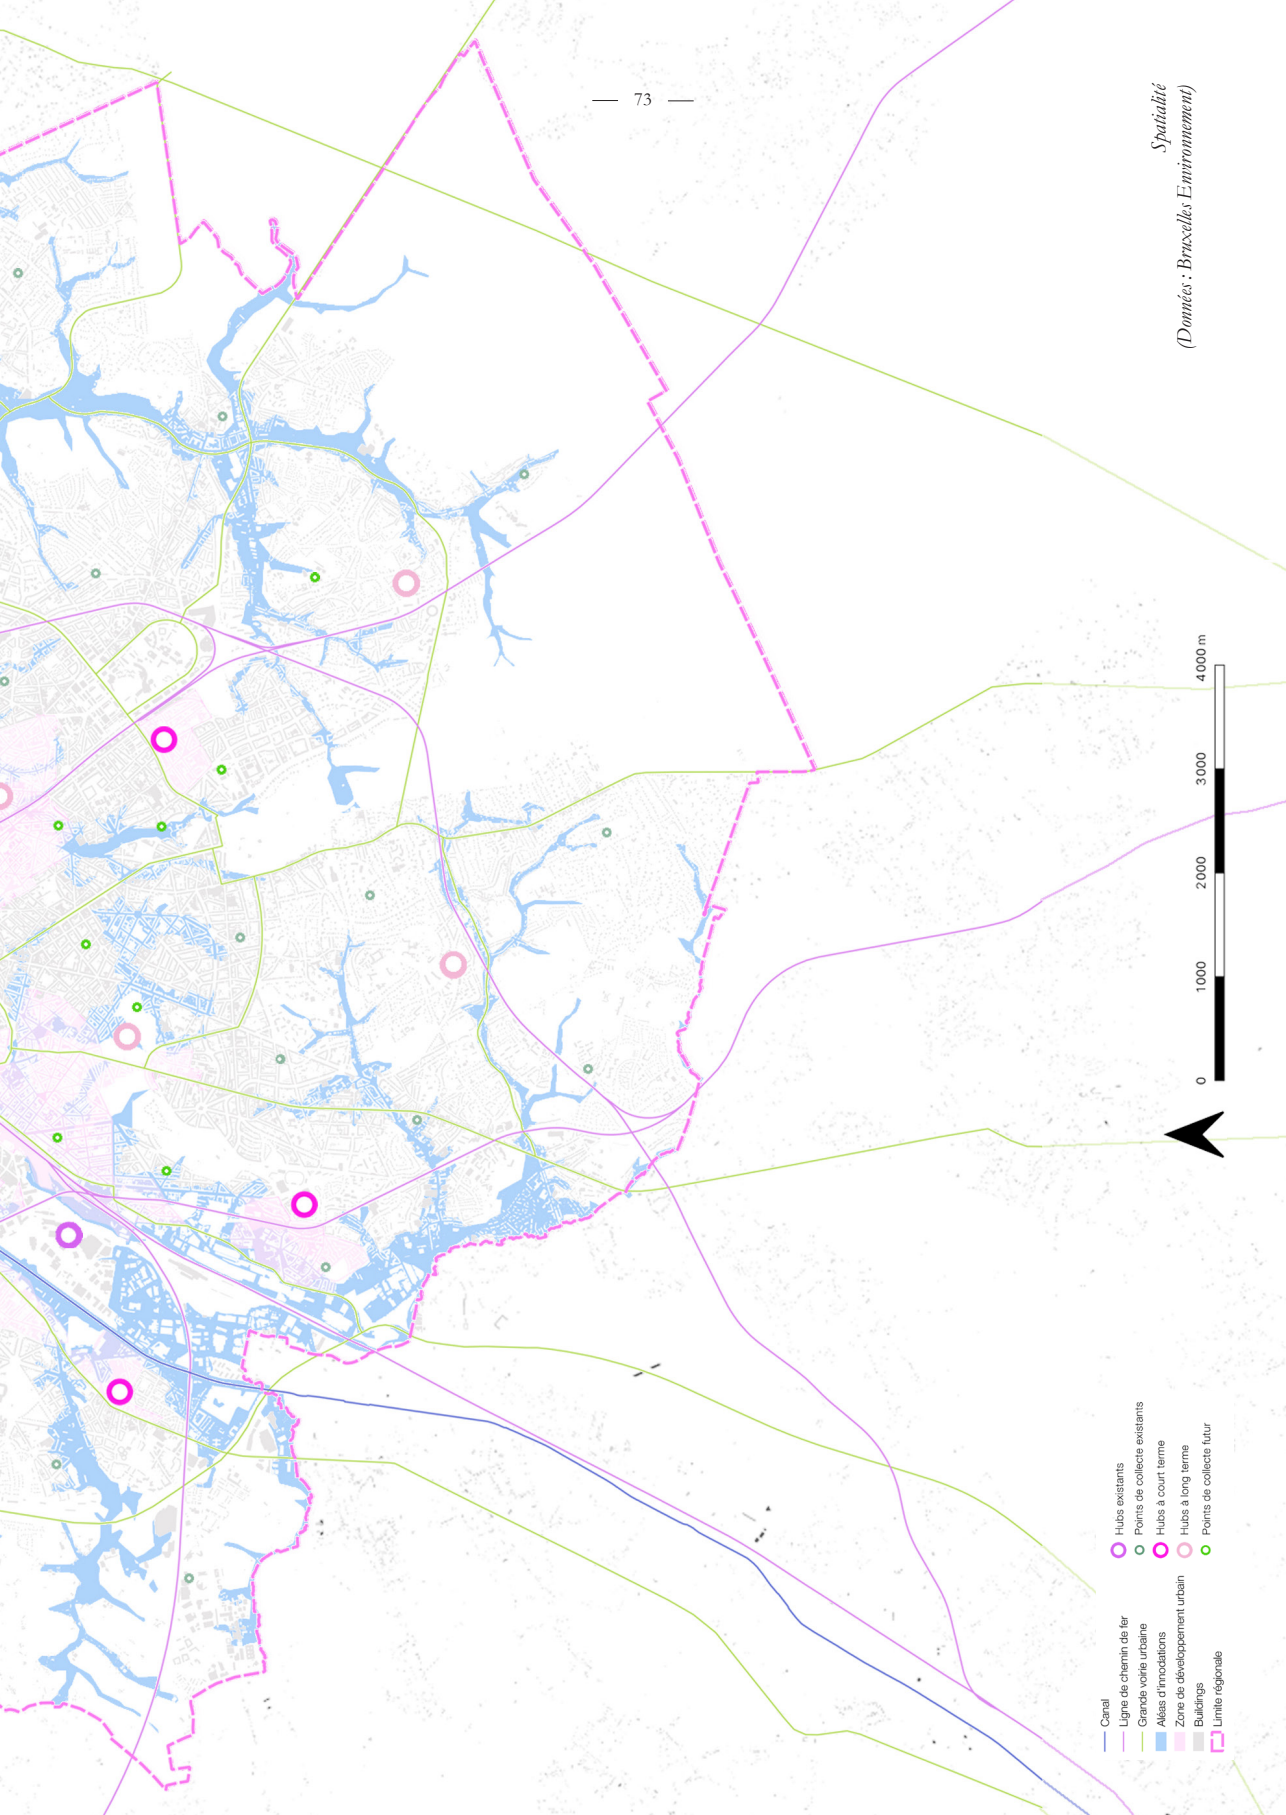 — 73 —
Spatialité
(Données : Bruxelles Environnement)
0 1000 2000 3000 4000 m
Canal
Ligne de chemin de fer
Grande voirie urbaine
Aléas d'innodations
Zone de développement urbain
Buildings
Limite régionale
Hubs existants
Points de collecte existants
Hubs à court terme
Hubs à long terme
Points de collecte futur